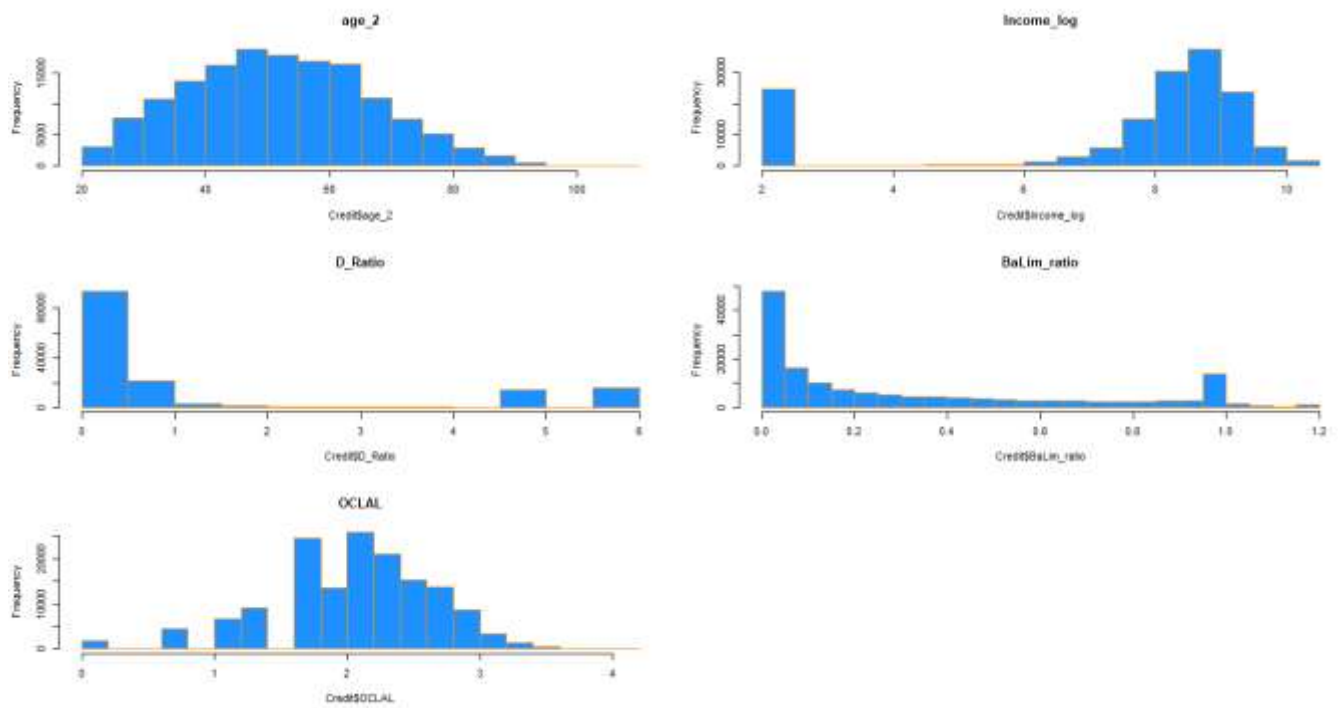 age_2
Frequency
0 5000 15000
20 40 60 80 100
Credit$age_2
Income_log
Frequency
0 10000 30000
2 4 6 8 10
Credit$Income_log
D_Ratio
Frequency
0 40000 80000
0 1 2 3 4 5 6
Credit$D_Ratio
BaLim_ratio
Frequency
0 20000 40000
0.0 0.2 0.4 0.6 0.8 1.0 1.2
Credit$BaLim_ratio
OCLAL
Frequency
0 10000 20000
0 1 2 3 4
Credit$OCLAL